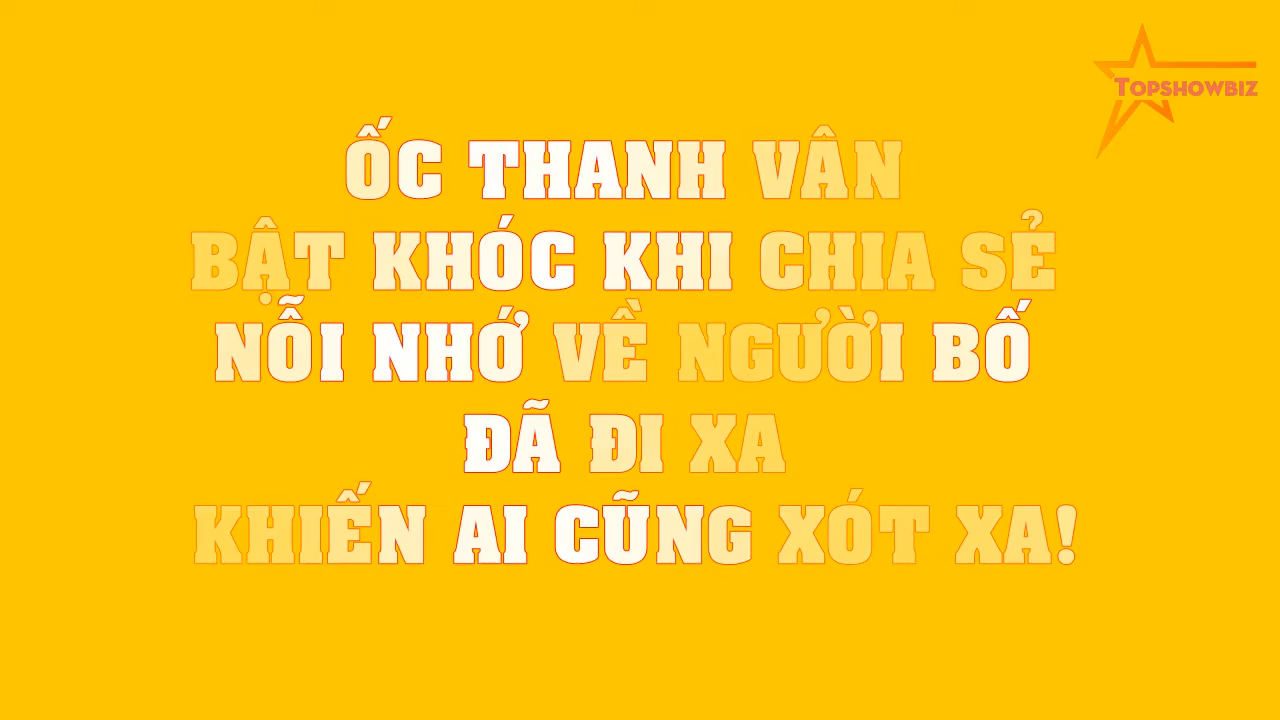 TOPSHOWBIZ
ỐC THANH VÂN
BẬT KHÓC KHI CHIA SẺ
NỖI NHỚ VỀ NGƯỜI BỐ
ĐÃ ĐI XA
KHIẾN AI CŨNG XÓT XA!